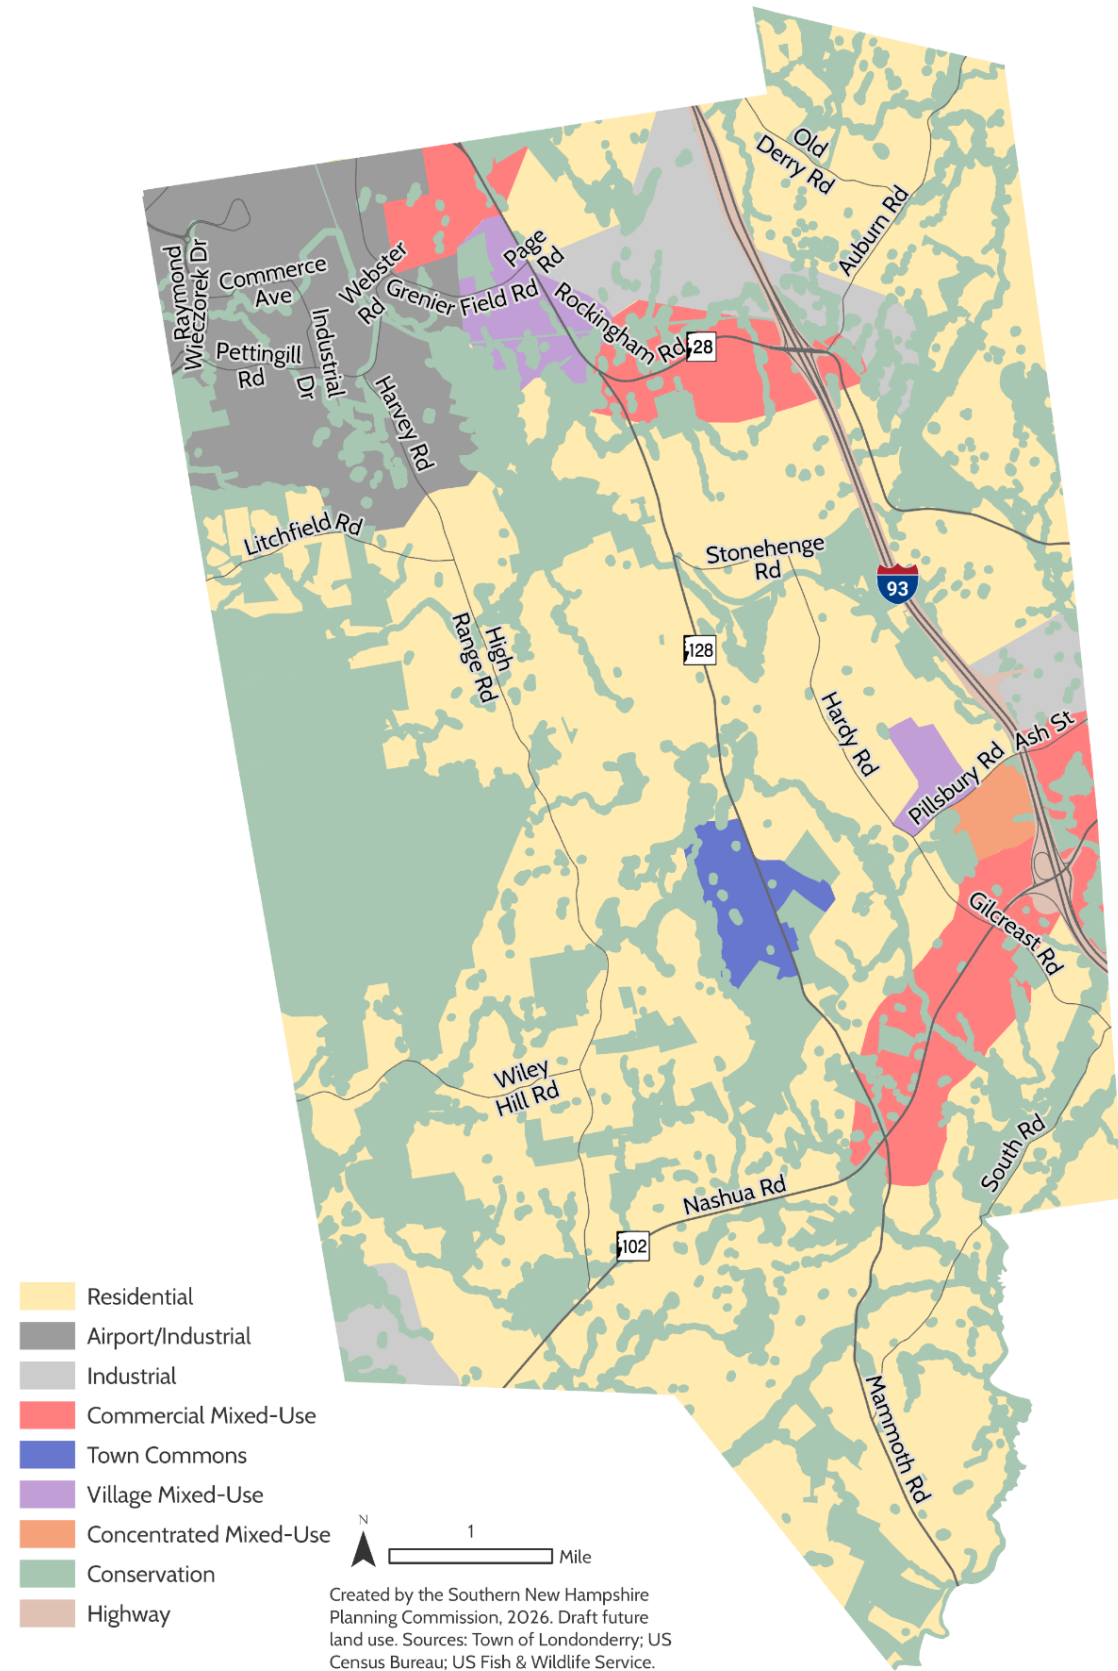 Old
Derry Rd
Auburn Rd
Page
Rd
Raymond
Wieczorek Dr
Commerce
Ave
Webster
Rd
Grenier Field Rd
Rockingham Rd
28
Industrial
Dr
Pettingill
Rd
Harvey Rd
Litchfield Rd
Stonehenge
Rd
93
High
Range Rd
128
Hardy Rd
Ash St
Pillsbury Rd
Gilcreast Rd
Wiley
Hill Rd
South Rd
Nashua Rd
102
Mammoth Rd
Residential
Airport/Industrial
Industrial
Commercial Mixed-Use
Town Commons
Village Mixed-Use
Concentrated Mixed-Use
Conservation
Highway
N
1
Mile
Created by the Southern New Hampshire
Planning Commission, 2026. Draft future
land use. Sources: Town of Londonderry; US
Census Bureau; US Fish & Wildlife Service.